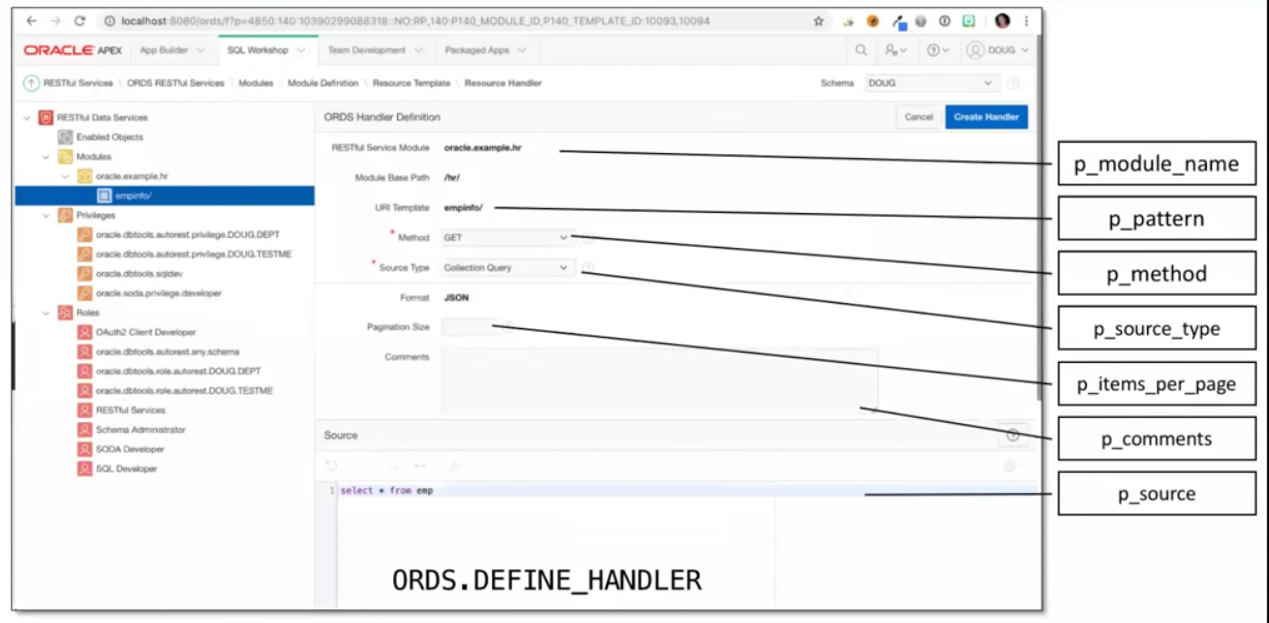 localhost:8080/ords/f?p=4850:140:10390299088318::NO:RP,140:P140_MODULE_ID,P140_TEMPLATE_ID:10093,10094
ORACLE APEX App Builder SQL Workshop Team Development Packaged Apps DOUG
RESTful Services \ ORDS RESTful Services \ Modules \ Module Definition \ Resource Template \ Resource Handler Schema DOUG
RESTful Data Services
Enabled Objects
Modules
oracle.example.hr
empinfo/
Privileges
oracle.dbtools.autorest.privilege.DOUG.DEPT
oracle.dbtools.autorest.privilege.DOUG.TESTME
oracle.dbtools.sqldev
oracle.soda.privilege.developer
Roles
OAuth2 Client Developer
oracle.dbtools.autorest.any.schema
oracle.dbtools.role.autorest.DOUG.DEPT
oracle.dbtools.role.autorest.DOUG.TESTME
RESTful Services
Schema Administrator
SODA Developer
SQL Developer
ORDS Handler Definition Cancel Create Handler
RESTful Service Module oracle.example.hr
Module Base Path /hr/
URI Template empinfo/
* Method GET
* Source Type Collection Query
Format JSON
Pagination Size
Comments
Source
1 select * from emp
ORDS.DEFINE_HANDLER
p_module_name
p_pattern
p_method
p_source_type
p_items_per_page
p_comments
p_source